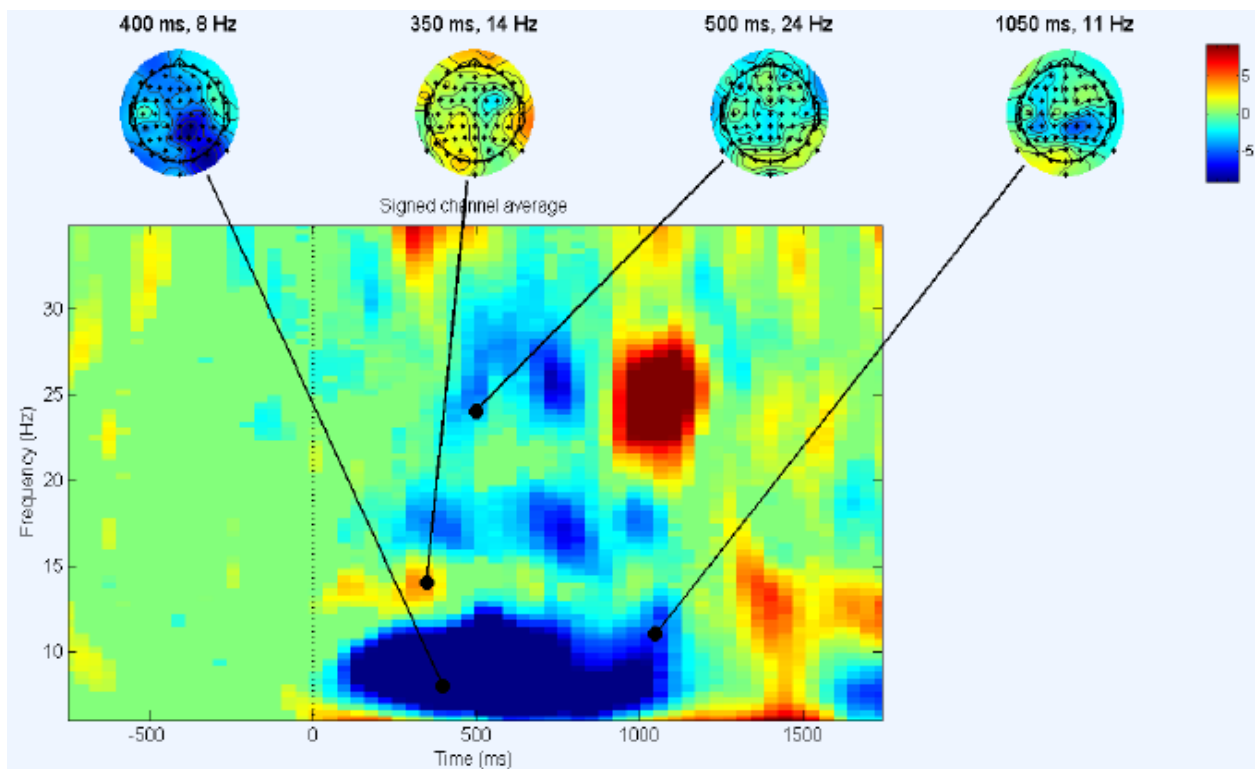 400 ms, 8 Hz
350 ms, 14 Hz
500 ms, 24 Hz
1050 ms, 11 Hz
5
-5
Signed channel average
Frequency (Hz)
30
25
20
15
10
-500
0
500
1000
1500
Time (ms)